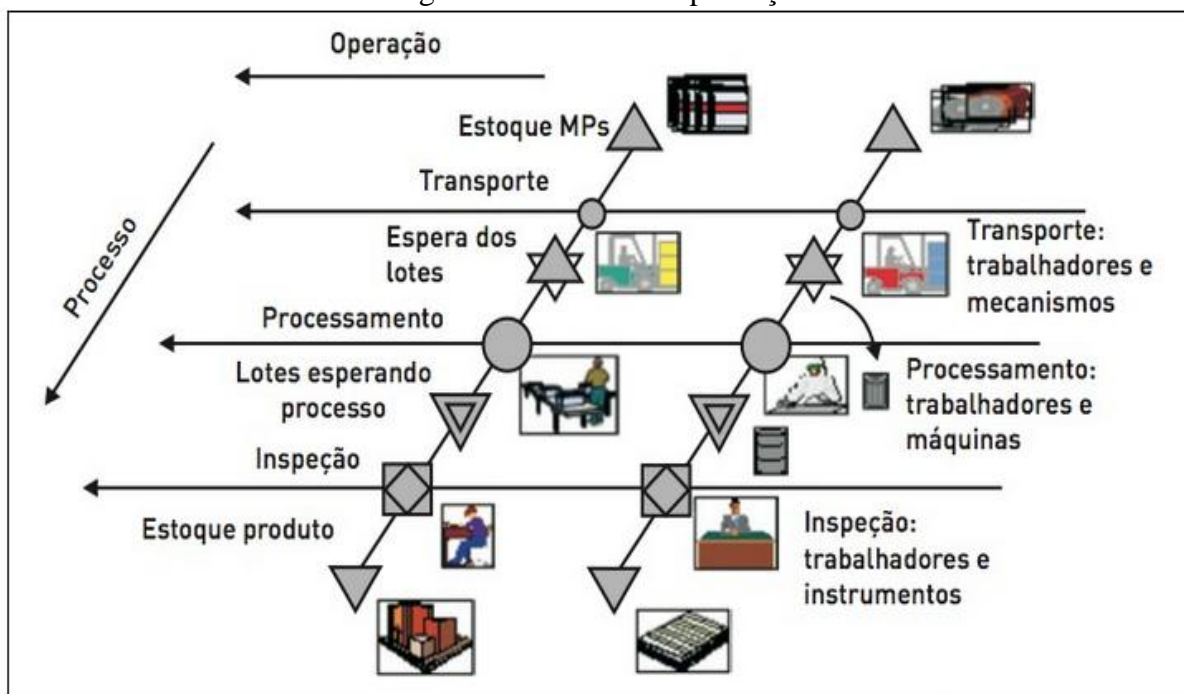 Operação
Estoque MPs
Transporte
Espera dos
lotes
Transporte:
trabalhadores e
mecanismos
Processo
Processamento
Lotes esperando
processo
Processamento:
trabalhadores e
máquinas
Inspeção
Estoque produto
Inspeção:
trabalhadores e
instrumentos